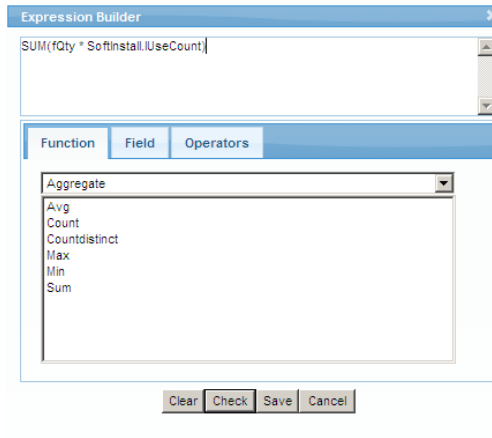 Expression Builder
SUM(fQty * SoftInstall.lUseCount)
Function Field Operators
Aggregate
Avg
Count
Countdistinct
Max
Min
Sum
Clear Check Save Cancel